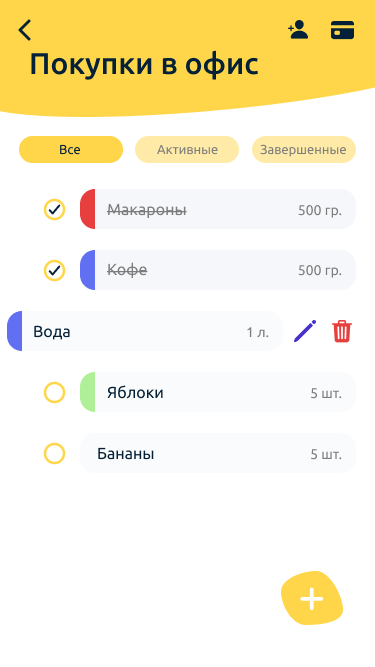 Покупки в офис
Все Активные Завершенные
Макароны 500 гр.
Кофе 500 гр.
Вода 1 л.
Яблоки 5 шт.
Бананы 5 шт.